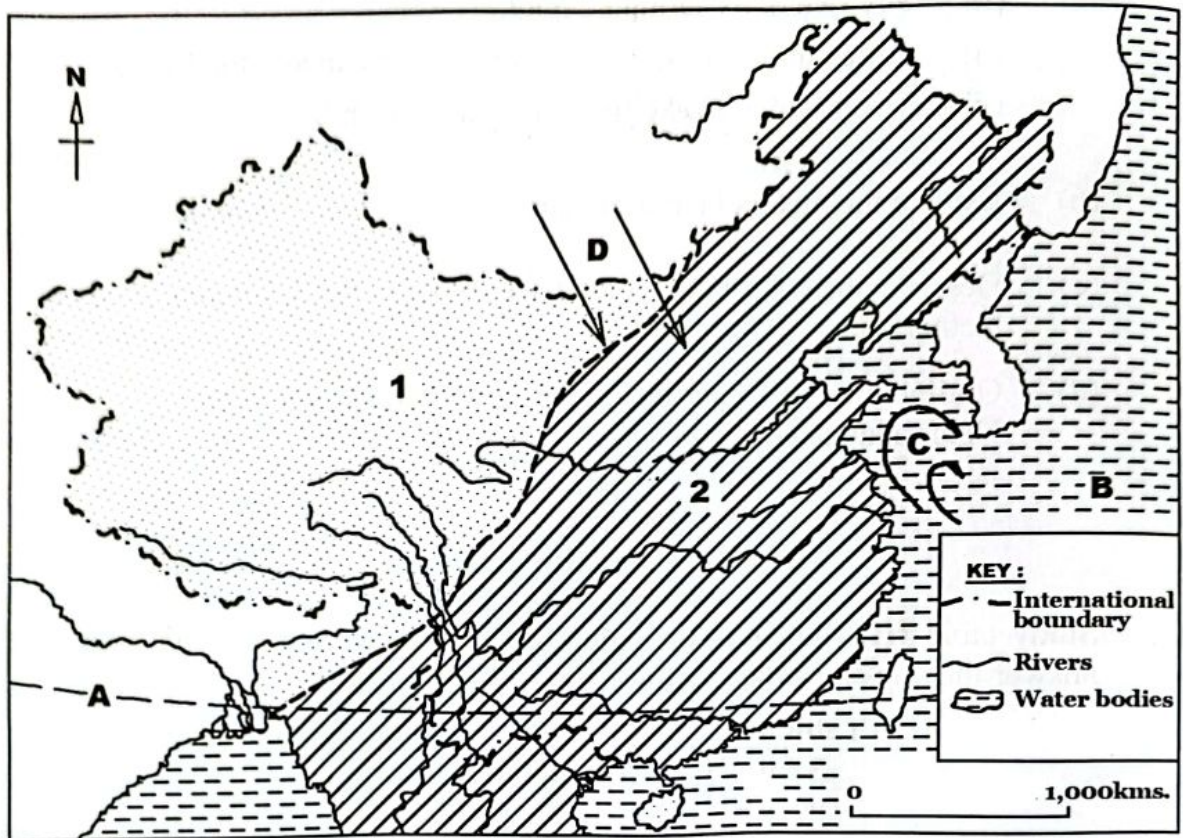 N
D
1
C
2
B
A
KEY :
International
boundary
Rivers
Water bodies
0 1,000kms.